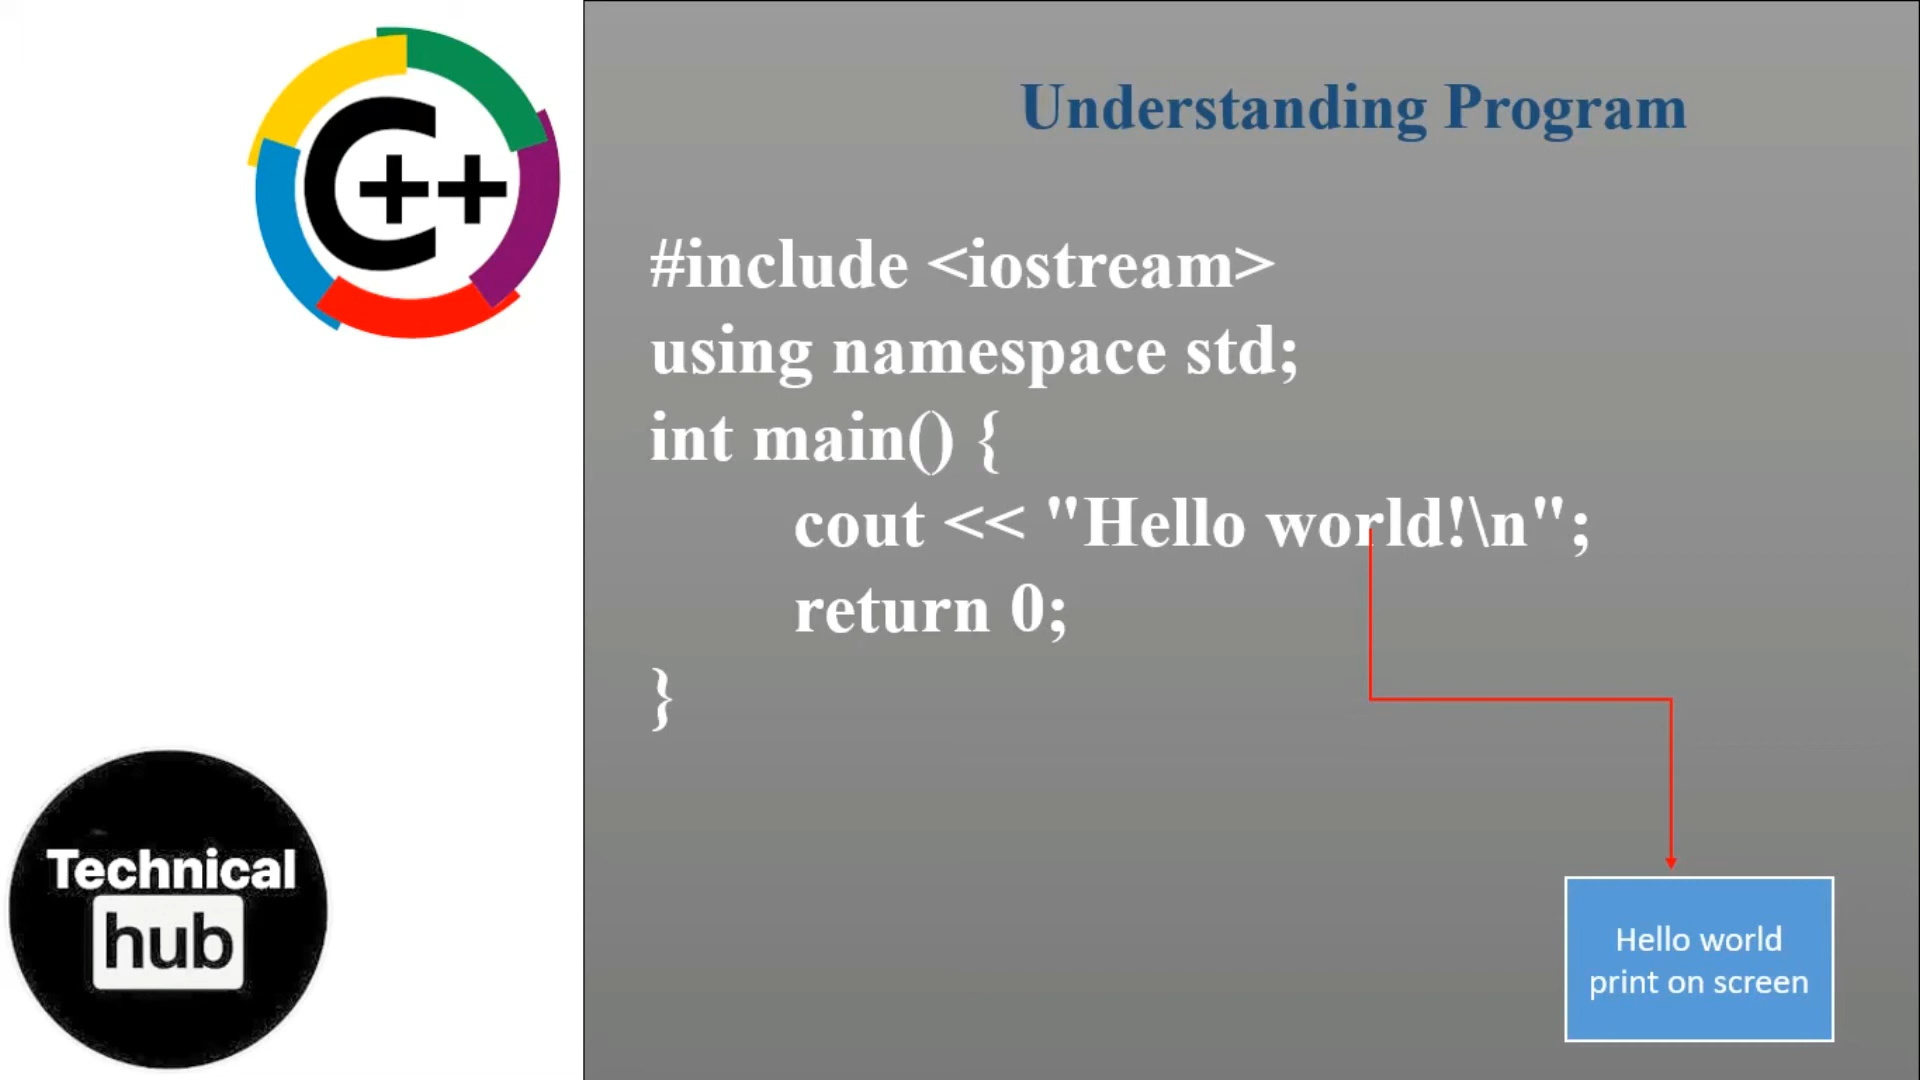 C++
Understanding Program
#include <iostream>
using namespace std;
int main() {
cout << "Hello world!\n";
return 0;
}
Technical
hub
Hello world
print on screen